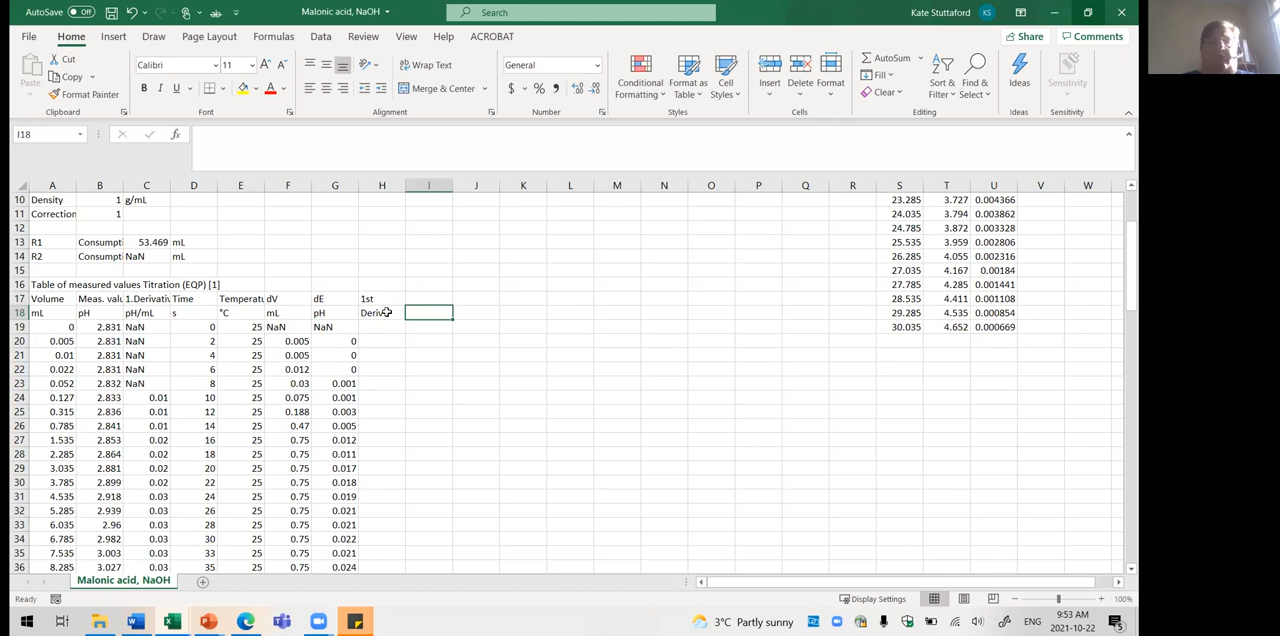 AutoSave Off Malonic acid, NaOH Search Kate Stuttaford KS
File Home Insert Draw Page Layout Formulas Data Review View Help ACROBAT Share Comments
Paste Cut Copy Format Painter Clipboard
Calibri 11 B I U A A A Font
Wrap Text Merge & Center Alignment
General $ % Number
Conditional Formatting Format as Table Cell Styles Styles
Insert Delete Format Cells
AutoSum Fill Clear Sort & Filter Find & Select Editing
Ideas Ideas
Sensitivity Sensitivity
I18 fx
A B C D E F G H I J K L M N O P Q R S T U V W
10 Density 1 g/mL 23.285 3.727 0.004366
11 Correction 1 24.035 3.794 0.003862
12 24.785 3.872 0.003328
13 R1 Consumpti 53.469 mL 25.535 3.959 0.002806
14 R2 Consumpti NaN mL 26.285 4.055 0.002316
15 27.035 4.167 0.00184
16 Table of measured values Titration (EQP) [1] 27.785 4.285 0.001441
17 Volume Meas. valu 1.Derivativ Time Temperatu dV dE 1st 28.535 4.411 0.001108
18 mL pH pH/mL s °C mL pH Deriv 29.285 4.535 0.000854
19 0 2.831 NaN 0 25 NaN NaN 30.035 4.652 0.000669
20 0.005 2.831 NaN 2 25 0.005 0
21 0.01 2.831 NaN 4 25 0.005 0
22 0.022 2.831 NaN 6 25 0.012 0
23 0.052 2.832 NaN 8 25 0.03 0.001
24 0.127 2.833 0.01 10 25 0.075 0.001
25 0.315 2.836 0.01 12 25 0.188 0.003
26 0.785 2.841 0.01 14 25 0.47 0.005
27 1.535 2.853 0.02 16 25 0.75 0.012
28 2.285 2.864 0.02 18 25 0.75 0.011
29 3.035 2.881 0.02 20 25 0.75 0.017
30 3.785 2.899 0.02 22 25 0.75 0.018
31 4.535 2.918 0.03 24 25 0.75 0.019
32 5.285 2.939 0.03 26 25 0.75 0.021
33 6.035 2.96 0.03 28 25 0.75 0.021
34 6.785 2.982 0.03 30 25 0.75 0.022
35 7.535 3.003 0.03 33 25 0.75 0.021
36 8.285 3.027 0.03 35 25 0.75 0.024
Malonic acid, NaOH
Ready Display Settings 100%
3°C Partly sunny 9:53 AM
2021-10-22 5